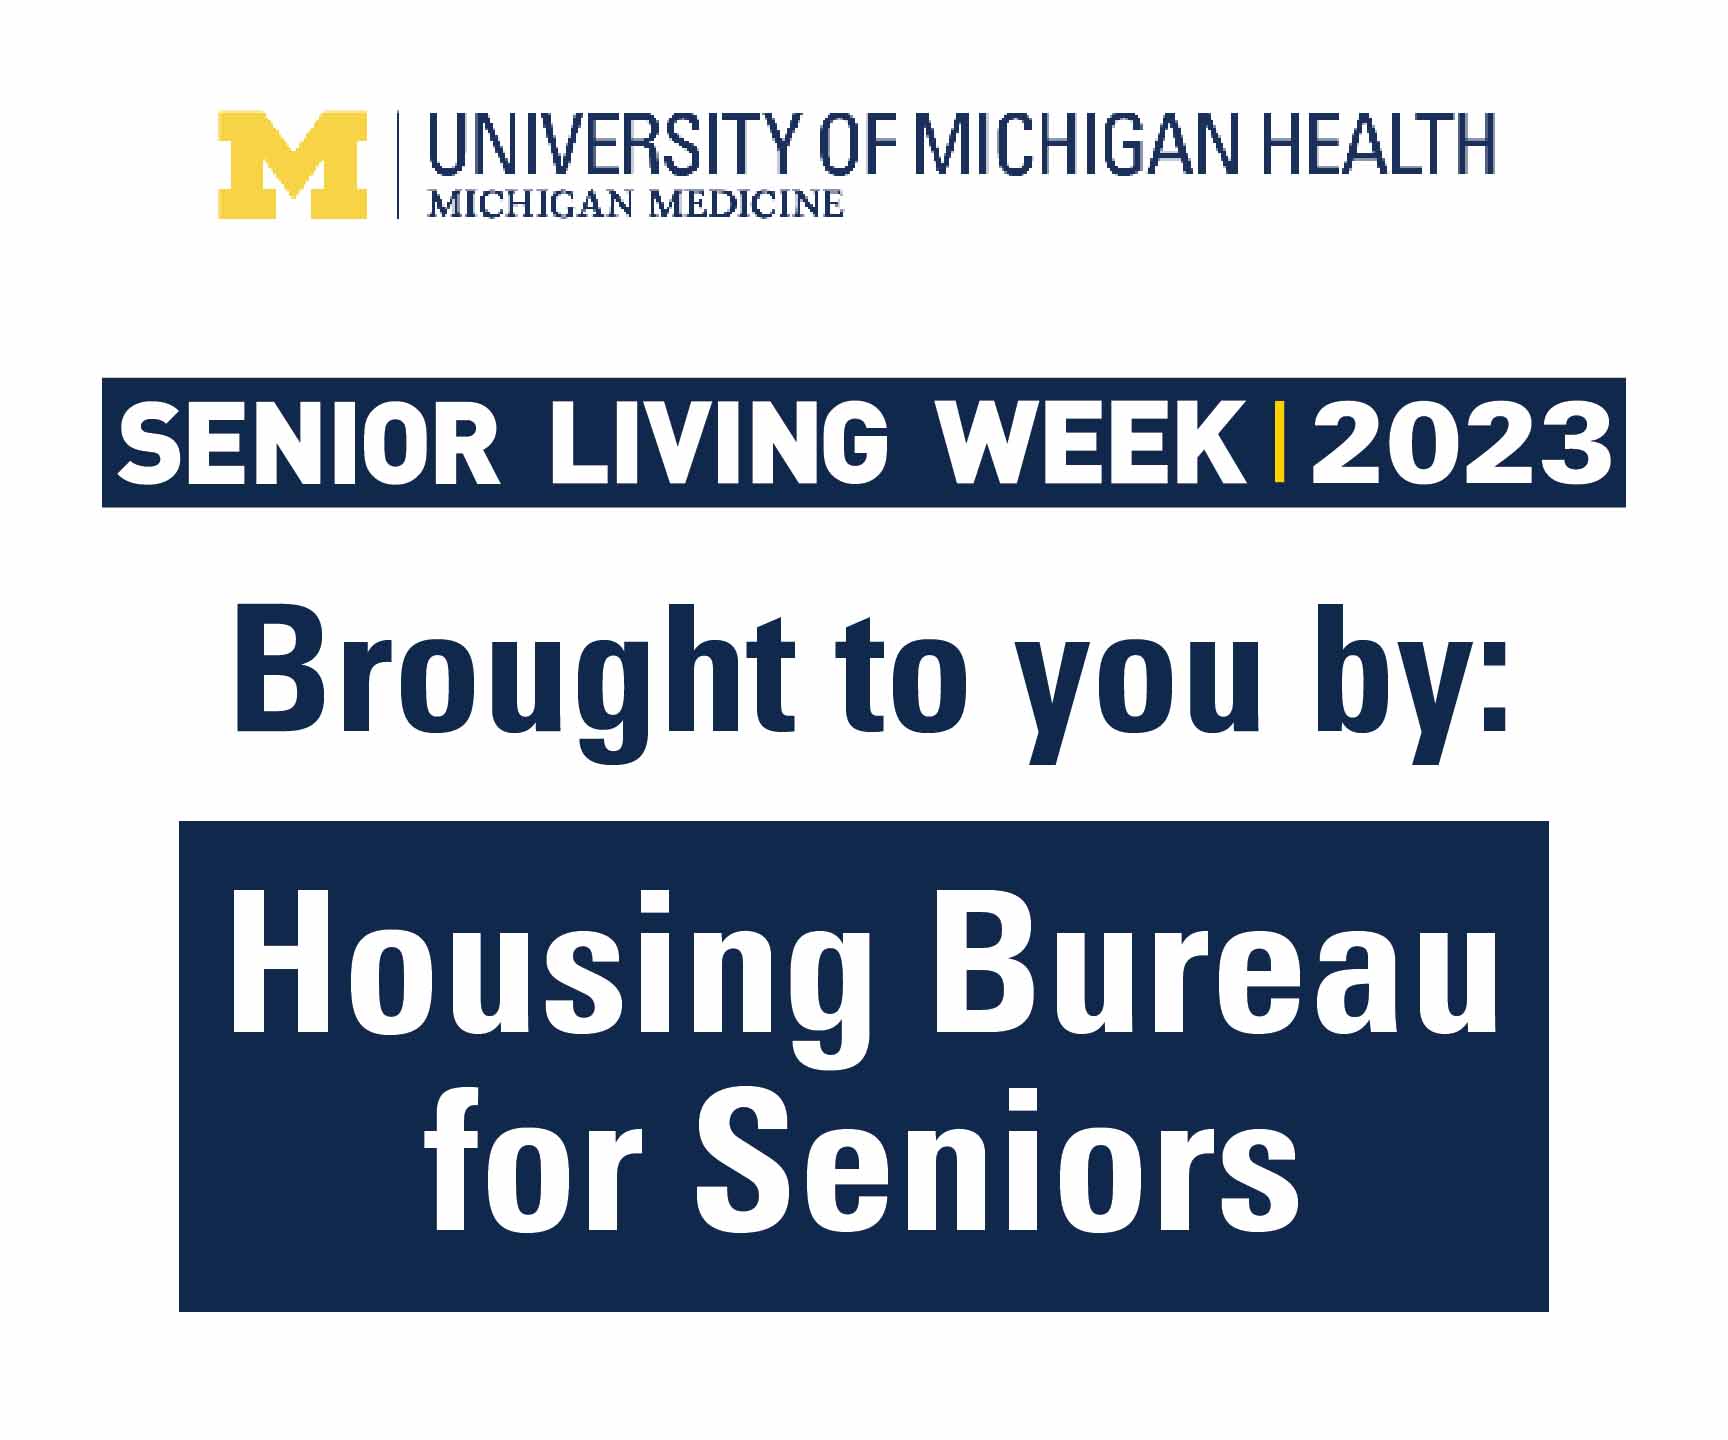 M UNIVERSITY OF MICHIGAN HEALTH
MICHIGAN MEDICINE
SENIOR LIVING WEEK | 2023
Brought to you by:
Housing Bureau
for Seniors